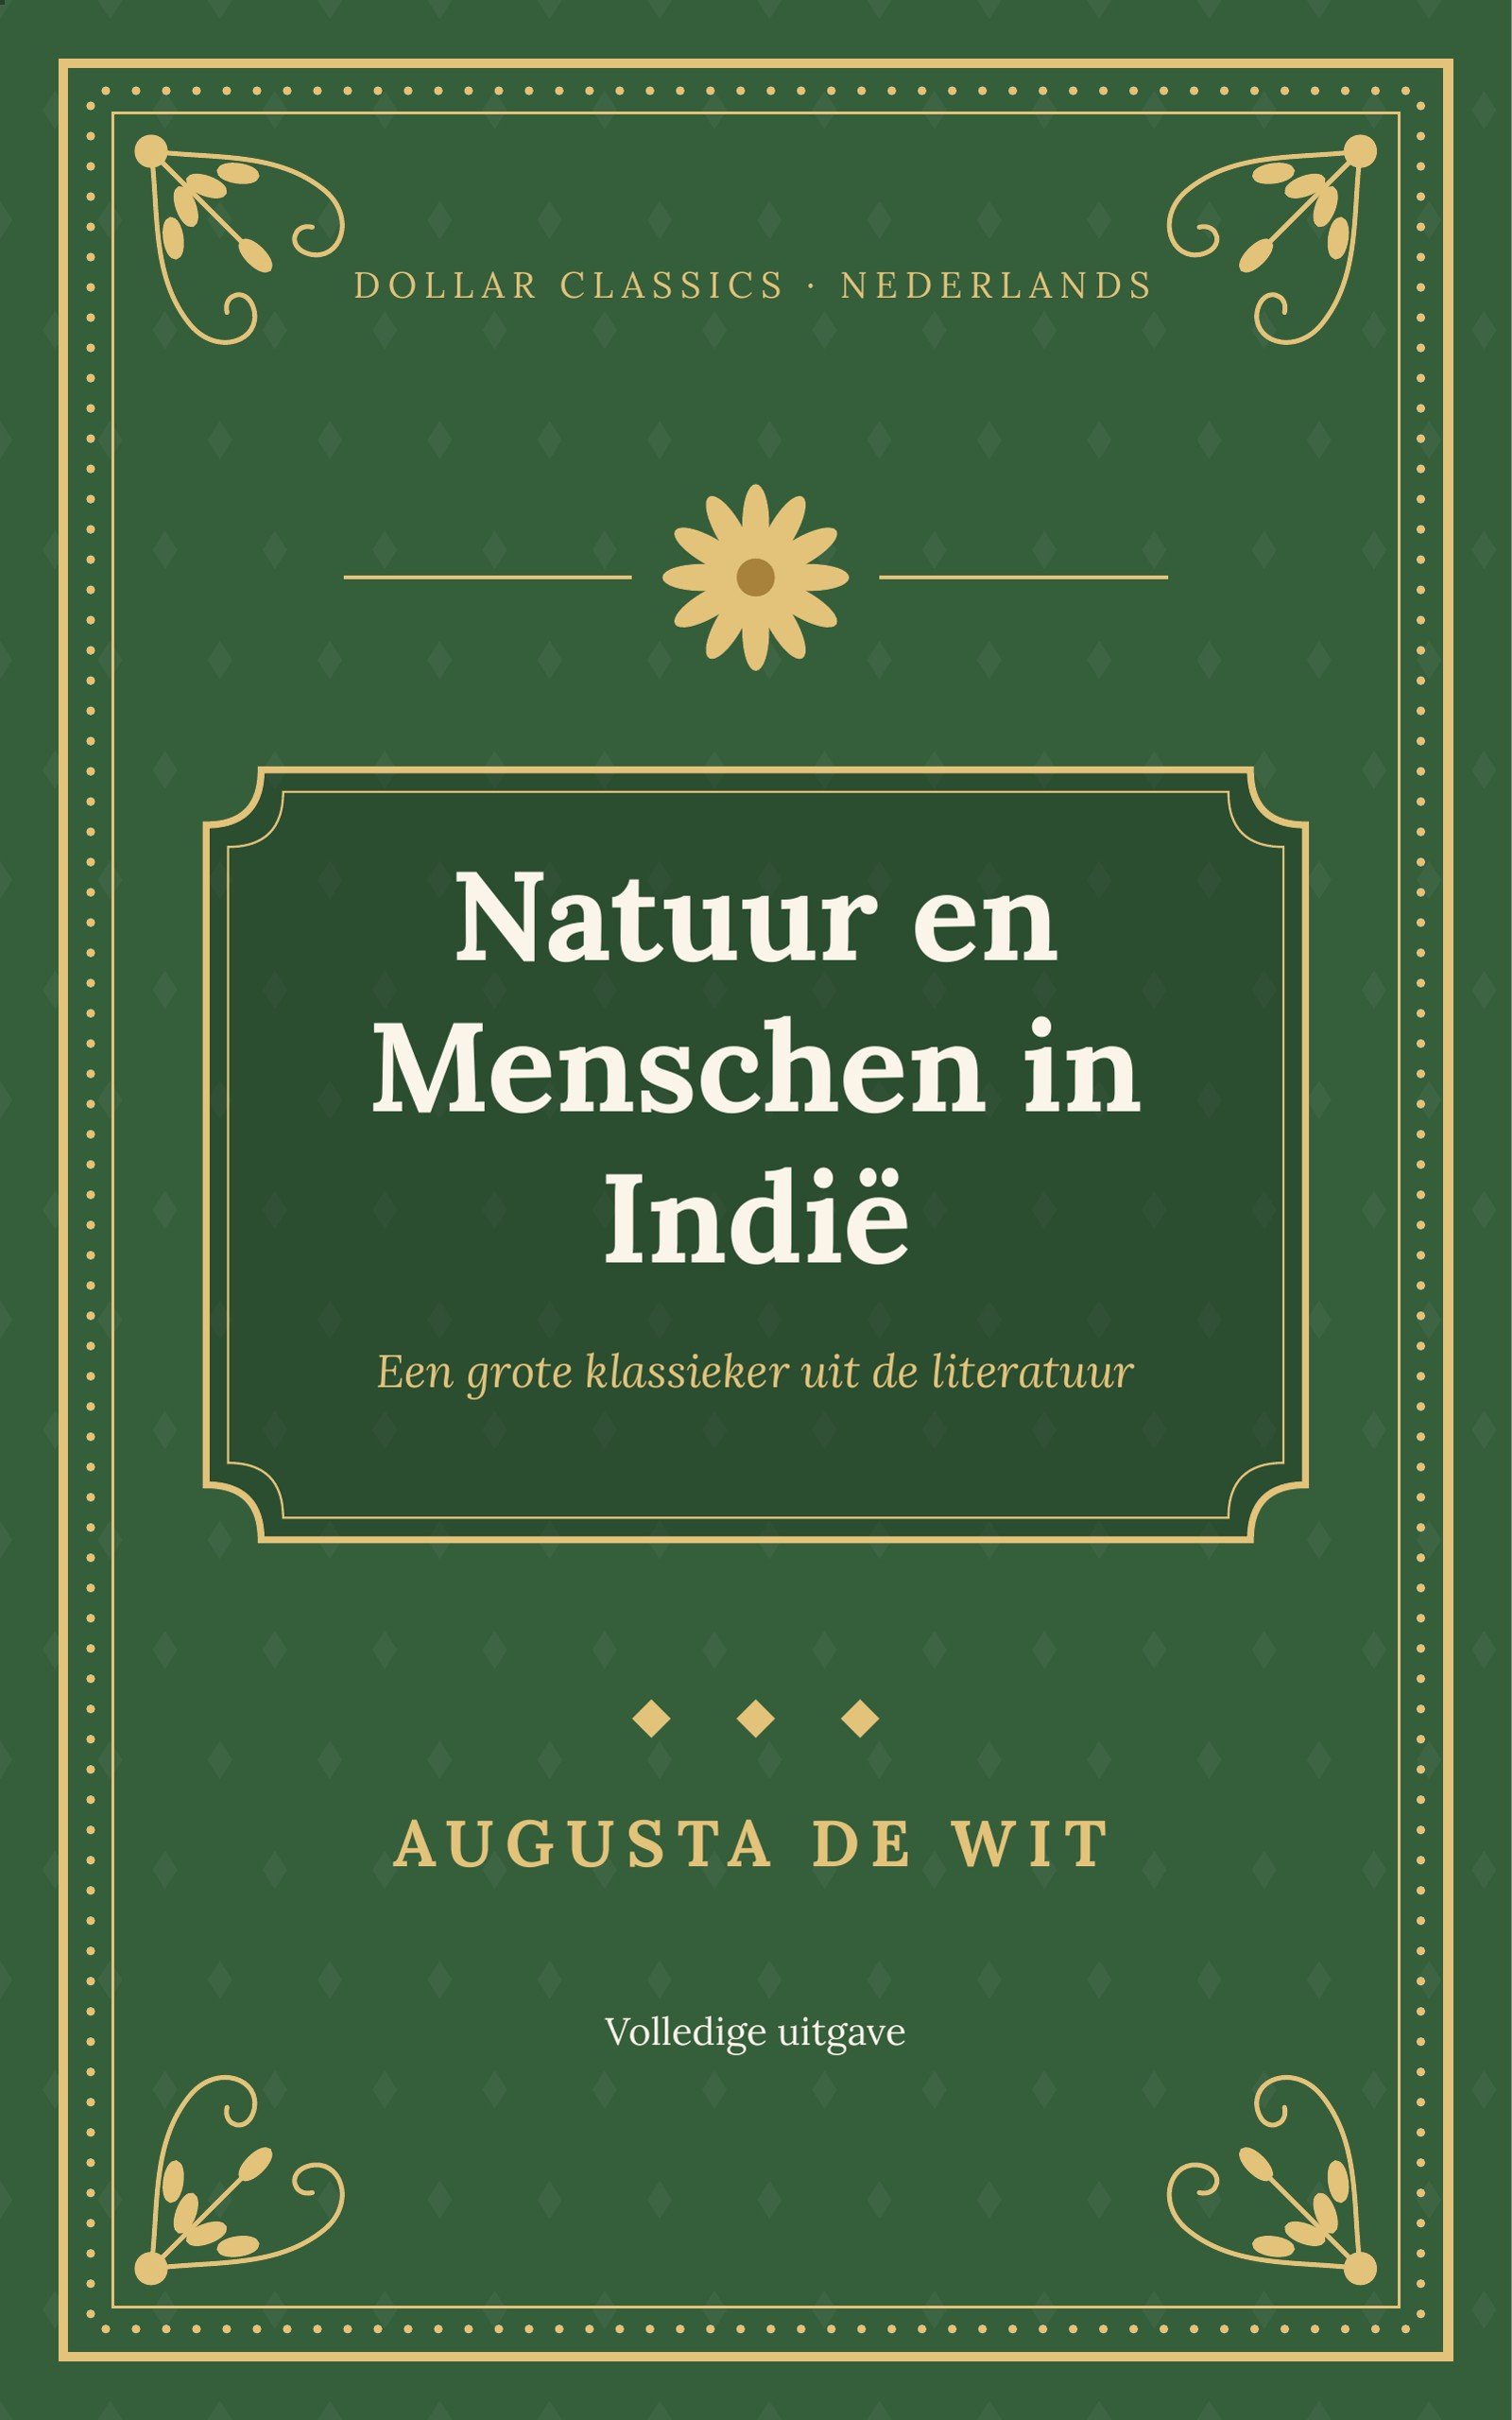 DOLLAR CLASSICS · NEDERLANDS
Natuur en
Menschen in
Indië
Een grote klassieker uit de literatuur
AUGUSTA DE WIT
Volledige uitgave